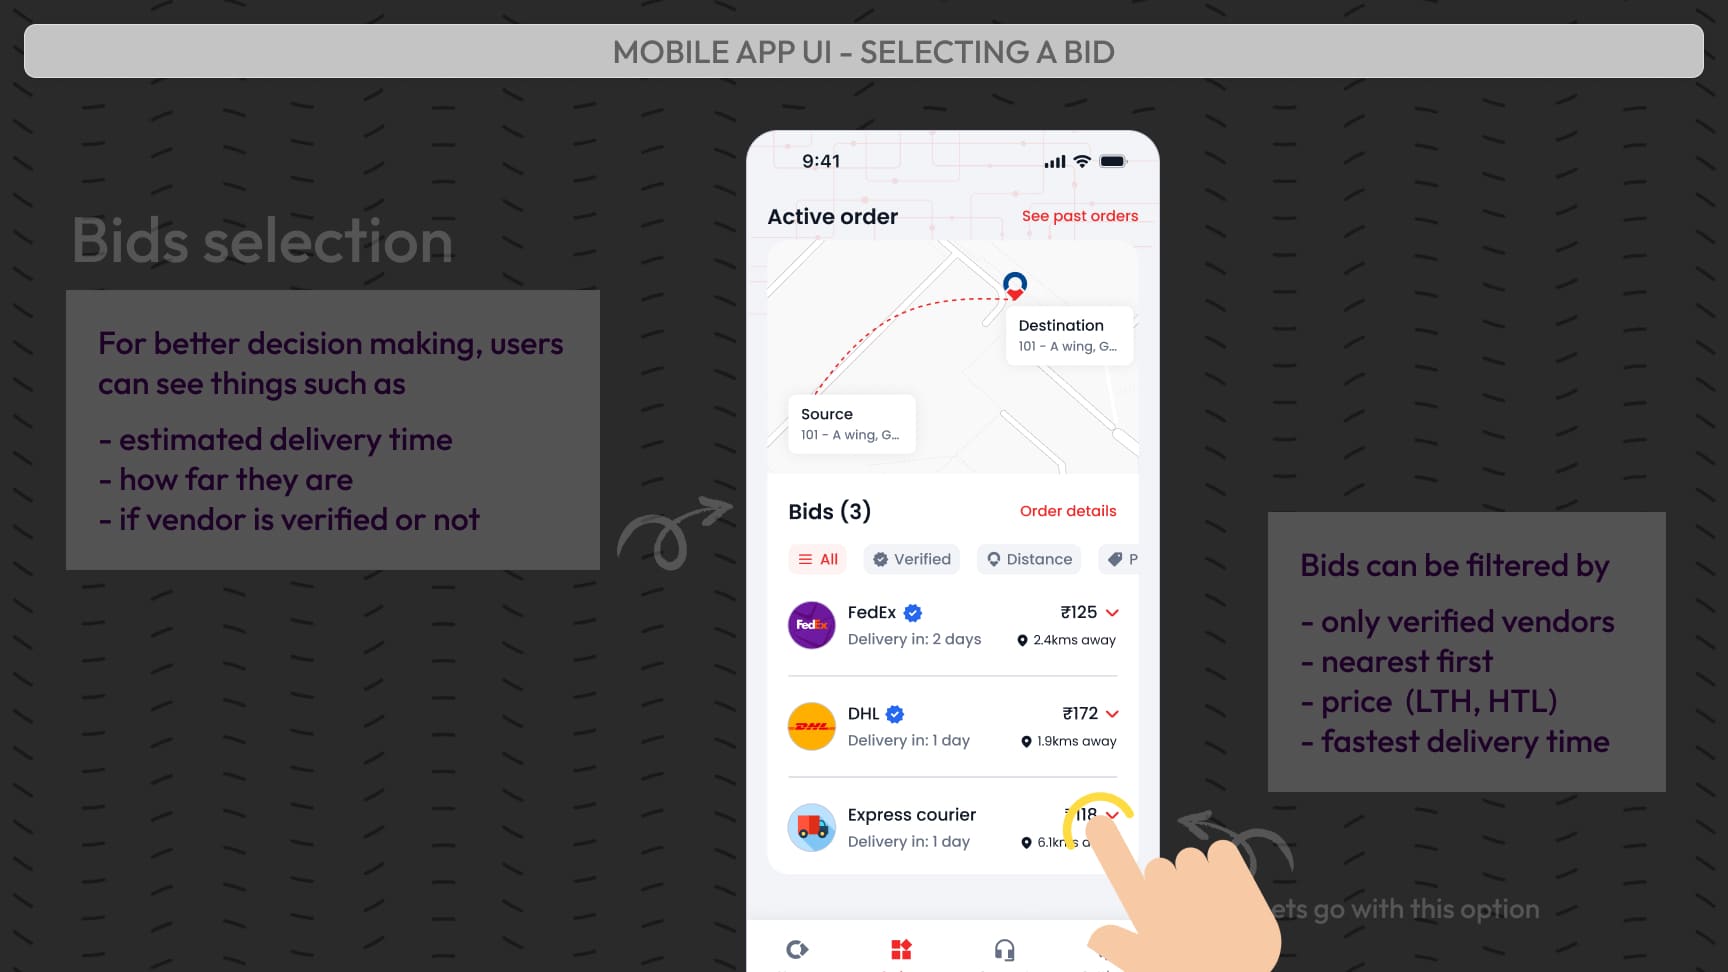 MOBILE APP UI - SELECTING A BID
Bids selection
For better decision making, users
can see things such as
- estimated delivery time
- how far they are
- if vendor is verified or not
9:41
Active order
See past orders
Destination
101 - A wing, G...
Source
101 - A wing, G...
Bids (3)
Order details
All
Verified
Distance
P
FedEx
FedEx
₹125
Delivery in: 2 days
2.4kms away
DHL
DHL
₹172
Delivery in: 1 day
1.9kms away
Express courier
₹118
Delivery in: 1 day
6.1km
Bids can be filtered by
- only verified vendors
- nearest first
- price (LTH, HTL)
- fastest delivery time
ets go with this option